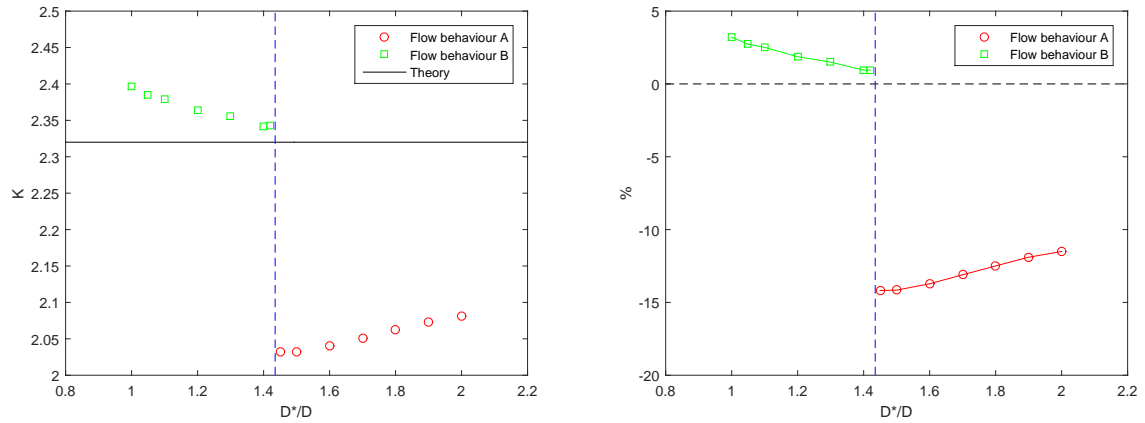 2.5
2.45
2.4
2.35
2.3
2.25
2.2
2.15
2.1
2.05
2
K
0.8 1 1.2 1.4 1.6 1.8 2 2.2
D*/D
Flow behaviour A
Flow behaviour B
Theory
5
0
-5
-10
-15
-20
%
0.8 1 1.2 1.4 1.6 1.8 2 2.2
D*/D
Flow behaviour A
Flow behaviour B